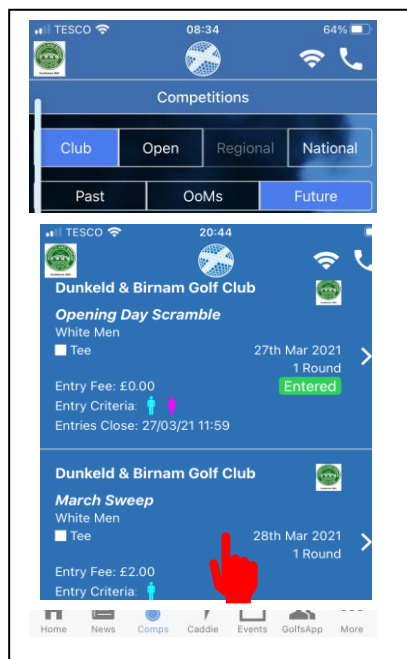 TESCO 08:34 64%
Competitions
Club Open Regional National
Past OoMs Future
TESCO 20:44
Dunkeld & Birnam Golf Club
Opening Day Scramble
White Men
Tee 27th Mar 2021
1 Round
Entry Fee: £0.00 Entered
Entry Criteria:
Entries Close: 27/03/21 11:59
Dunkeld & Birnam Golf Club
March Sweep
White Men
Tee 28th Mar 2021
1 Round
Entry Fee: £2.00
Entry Criteria:
Home News Comps Caddie Events GolfsApp More